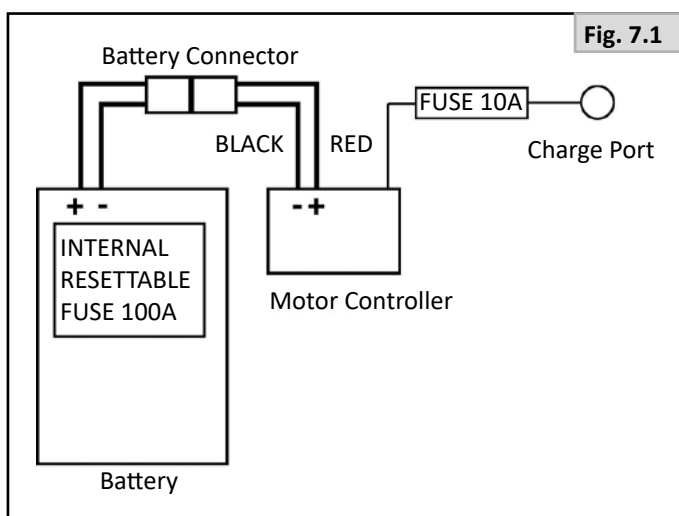 Fig. 7.1
Battery Connector
FUSE 10A
BLACK RED
Charge Port
+ -
- +
INTERNAL
RESETTABLE
FUSE 100A
Motor Controller
Battery